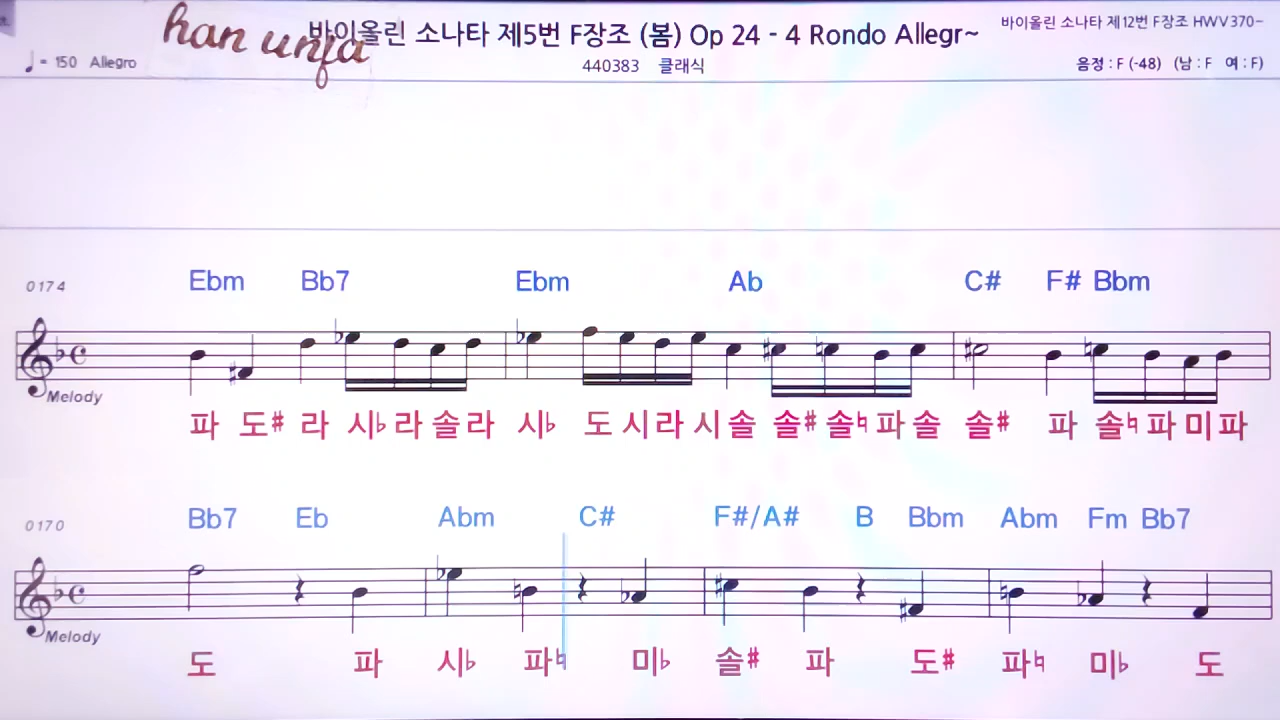 han unja
바이올린 소나타 제5번 F장조 (봄) Op 24 - 4 Rondo Allegr~
바이올린 소나타 제12번 F장조 HWV370-
♩= 150 Allegro
440383 클래식
음정 : F (-48) (남 : F 여 : F)
0174 Ebm Bb7 Ebm Ab C# F# Bbm
Melody
파 도# 라 시♭ 라 솔 라 시♭ 도 시 라 시 솔 솔# 솔♮ 파 솔 솔# 파 솔♮ 파 미 파
0170 Bb7 Eb Abm C# F#/A# B Bbm Abm Fm Bb7
Melody
도 파 시♭ 파♮ 미♭ 솔# 파 도# 파♮ 미♭ 도